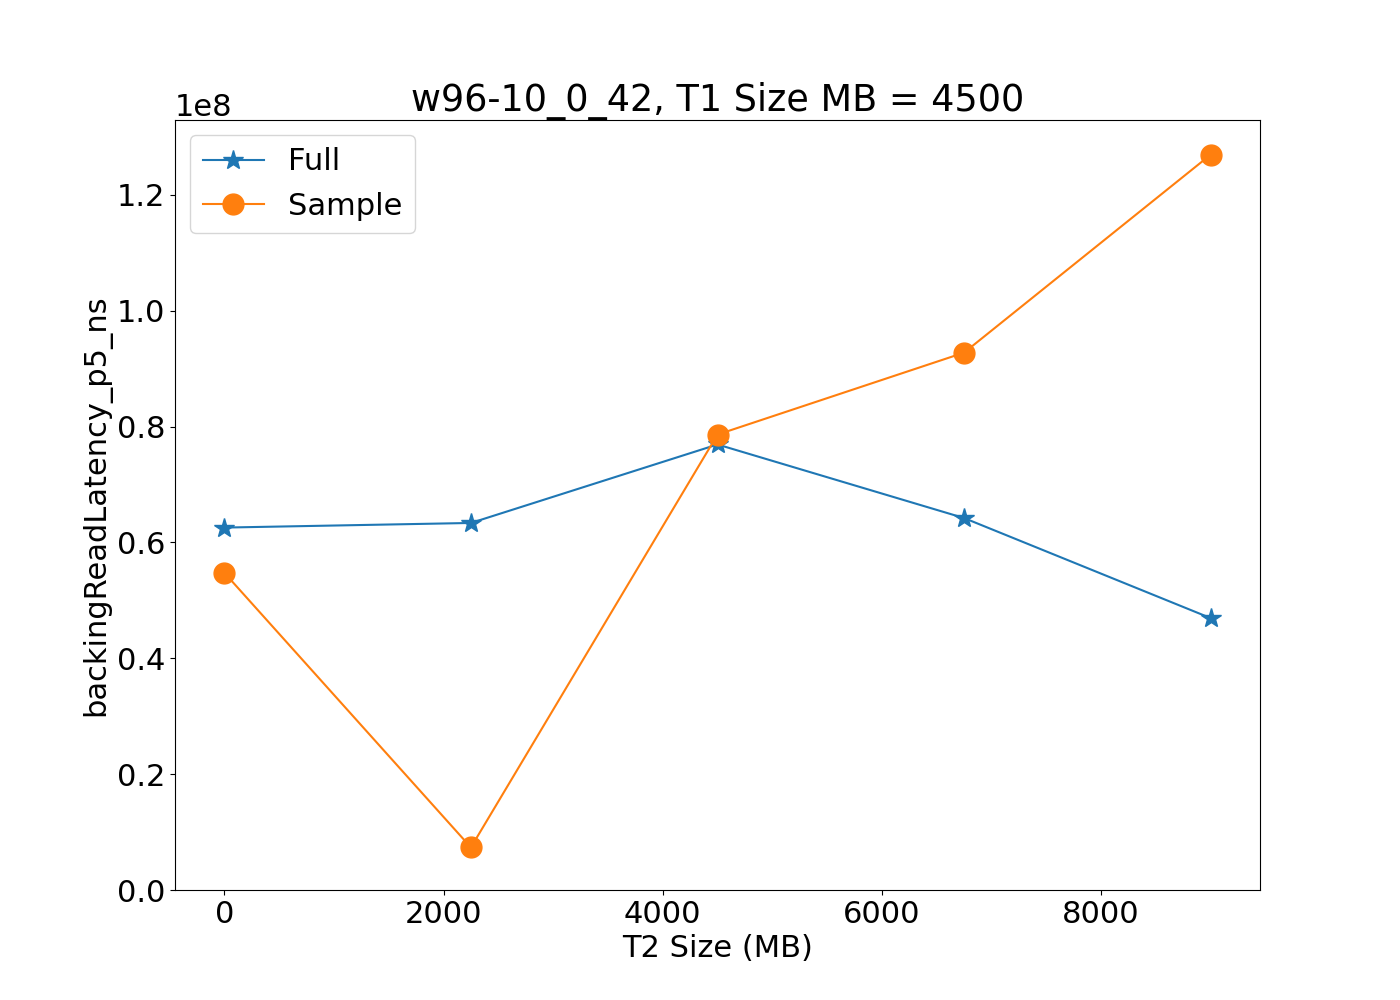 w96-10_0_42, T1 Size MB = 4500
1e8
Full
Sample
1.2
1.0
0.8
0.6
0.4
0.2
0.0
backingReadLatency_p5_ns
0 2000 4000 6000 8000
T2 Size (MB)